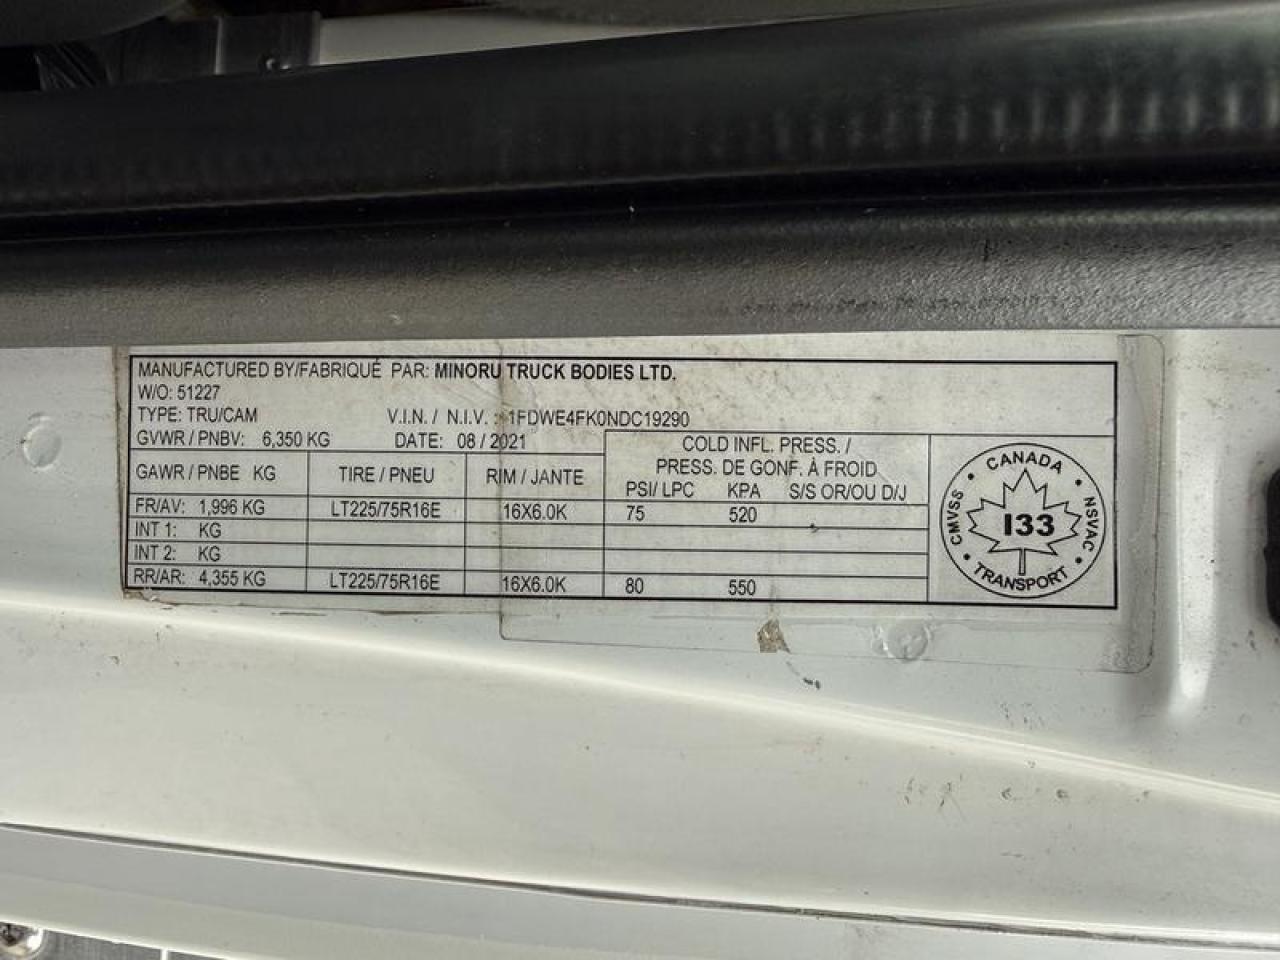 MANUFACTURED BY/FABRIQUÉ PAR: MINORU TRUCK BODIES LTD.
W/O: 51227
TYPE: TRU/CAM V.I.N. / N.I.V. : 1FDWE4FK0NDC19290
GVWR / PNBV: 6,350 KG DATE: 08 / 2021
COLD INFL. PRESS. /
PRESS. DE GONF. À FROID
GAWR / PNBE KG TIRE / PNEU RIM / JANTE PSI/ LPC KPA S/S OR/OU D/J
FR/AV: 1,996 KG LT225/75R16E 16X6.0K 75 520
INT 1: KG
INT 2: KG
RR/AR: 4,355 KG LT225/75R16E 16X6.0K 80 550
CANADA
CMVSS
133
NSVAC
TRANSPORT